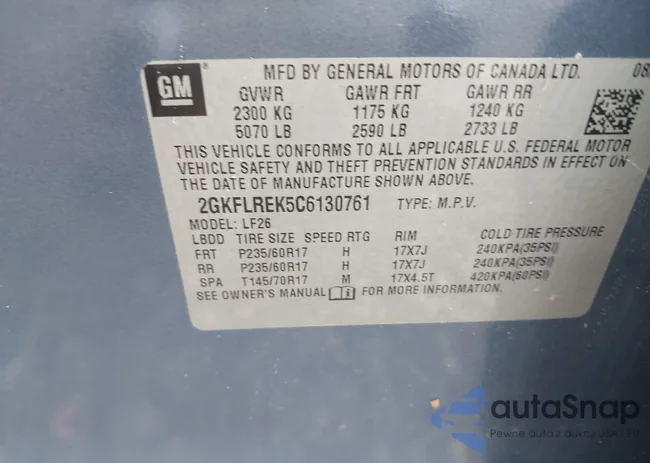 GM
MFD BY GENERAL MOTORS OF CANADA LTD. 08
GVWR GAWR FRT GAWR RR
2300 KG 1175 KG 1240 KG
5070 LB 2590 LB 2733 LB
THIS VEHICLE CONFORMS TO ALL APPLICABLE U.S. FEDERAL MOTOR
VEHICLE SAFETY AND THEFT PREVENTION STANDARDS IN EFFECT ON
THE DATE OF MANUFACTURE SHOWN ABOVE.
2GKFLREK5C6130761 TYPE: M.P.V.
MODEL: LF26
LBDD TIRE SIZE SPEED RTG RIM COLD TIRE PRESSURE
FRT P235/60R17 H 17X7J 240KPA(35PSI)
RR P235/60R17 H 17X7J 240KPA(35PSI)
SPA T145/70R17 M 17X4.5T 420KPA(60PSI)
SEE OWNER'S MANUAL FOR MORE INFORMATION.
autaSnap
Pewne auta z